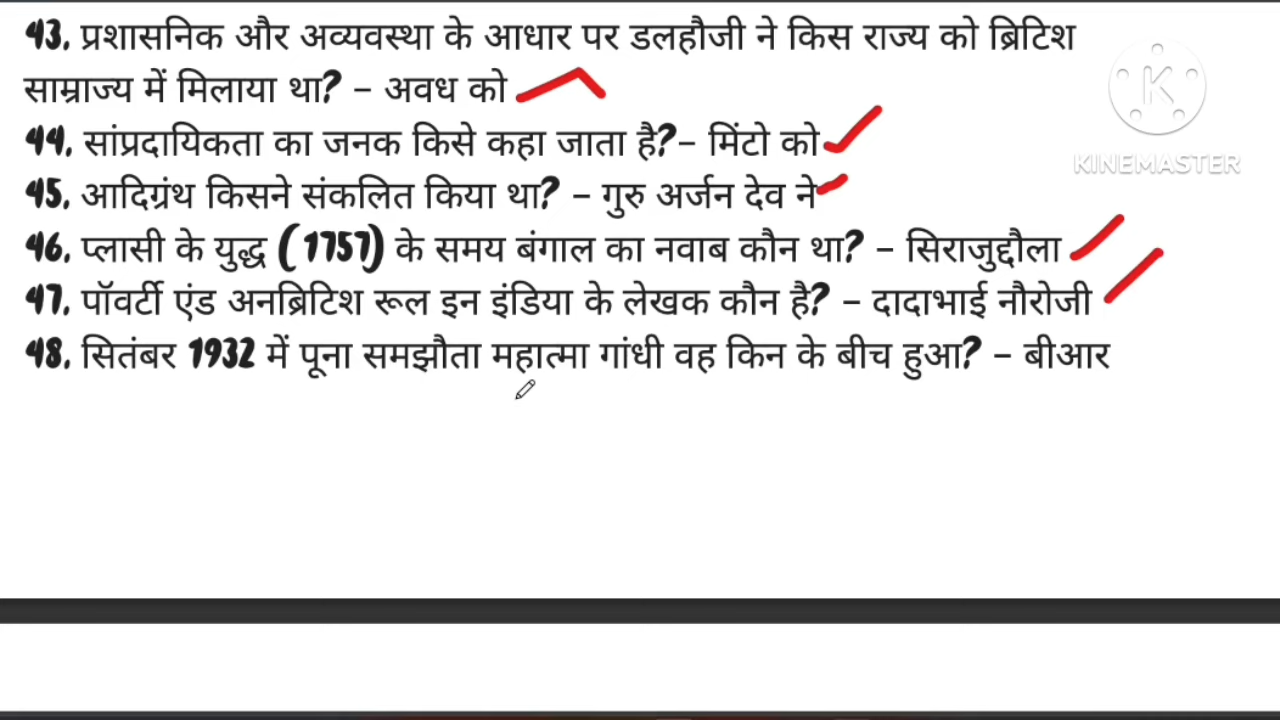 43. प्रशासनिक और अव्यवस्था के आधार पर डलहौजी ने किस राज्य को ब्रिटिश
साम्राज्य में मिलाया था? – अवध को
44. सांप्रदायिकता का जनक किसे कहा जाता है?– मिंटो को
45. आदिग्रंथ किसने संकलित किया था? – गुरु अर्जन देव ने
46. प्लासी के युद्ध (1757) के समय बंगाल का नवाब कौन था? – सिराजुद्दौला
47. पॉवर्टी एंड अनब्रिटिश रूल इन इंडिया के लेखक कौन है? – दादाभाई नौरोजी
48. सितंबर 1932 में पूना समझौता महात्मा गांधी वह किन के बीच हुआ? – बीआर
K
KINEMASTER